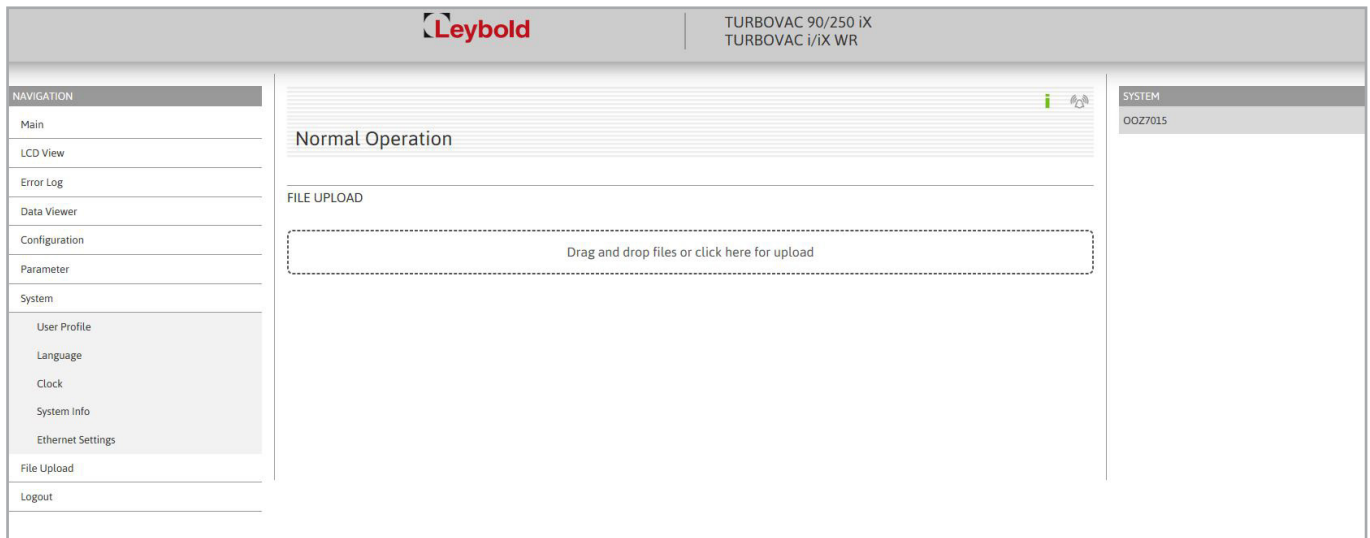 Leybold
TURBOVAC 90/250 iX
TURBOVAC i/iX WR
NAVIGATION
Main
LCD View
Error Log
Data Viewer
Configuration
Parameter
System
User Profile
Language
Clock
System Info
Ethernet Settings
File Upload
Logout
i
Normal Operation
FILE UPLOAD
Drag and drop files or click here for upload
SYSTEM
OOZ7015